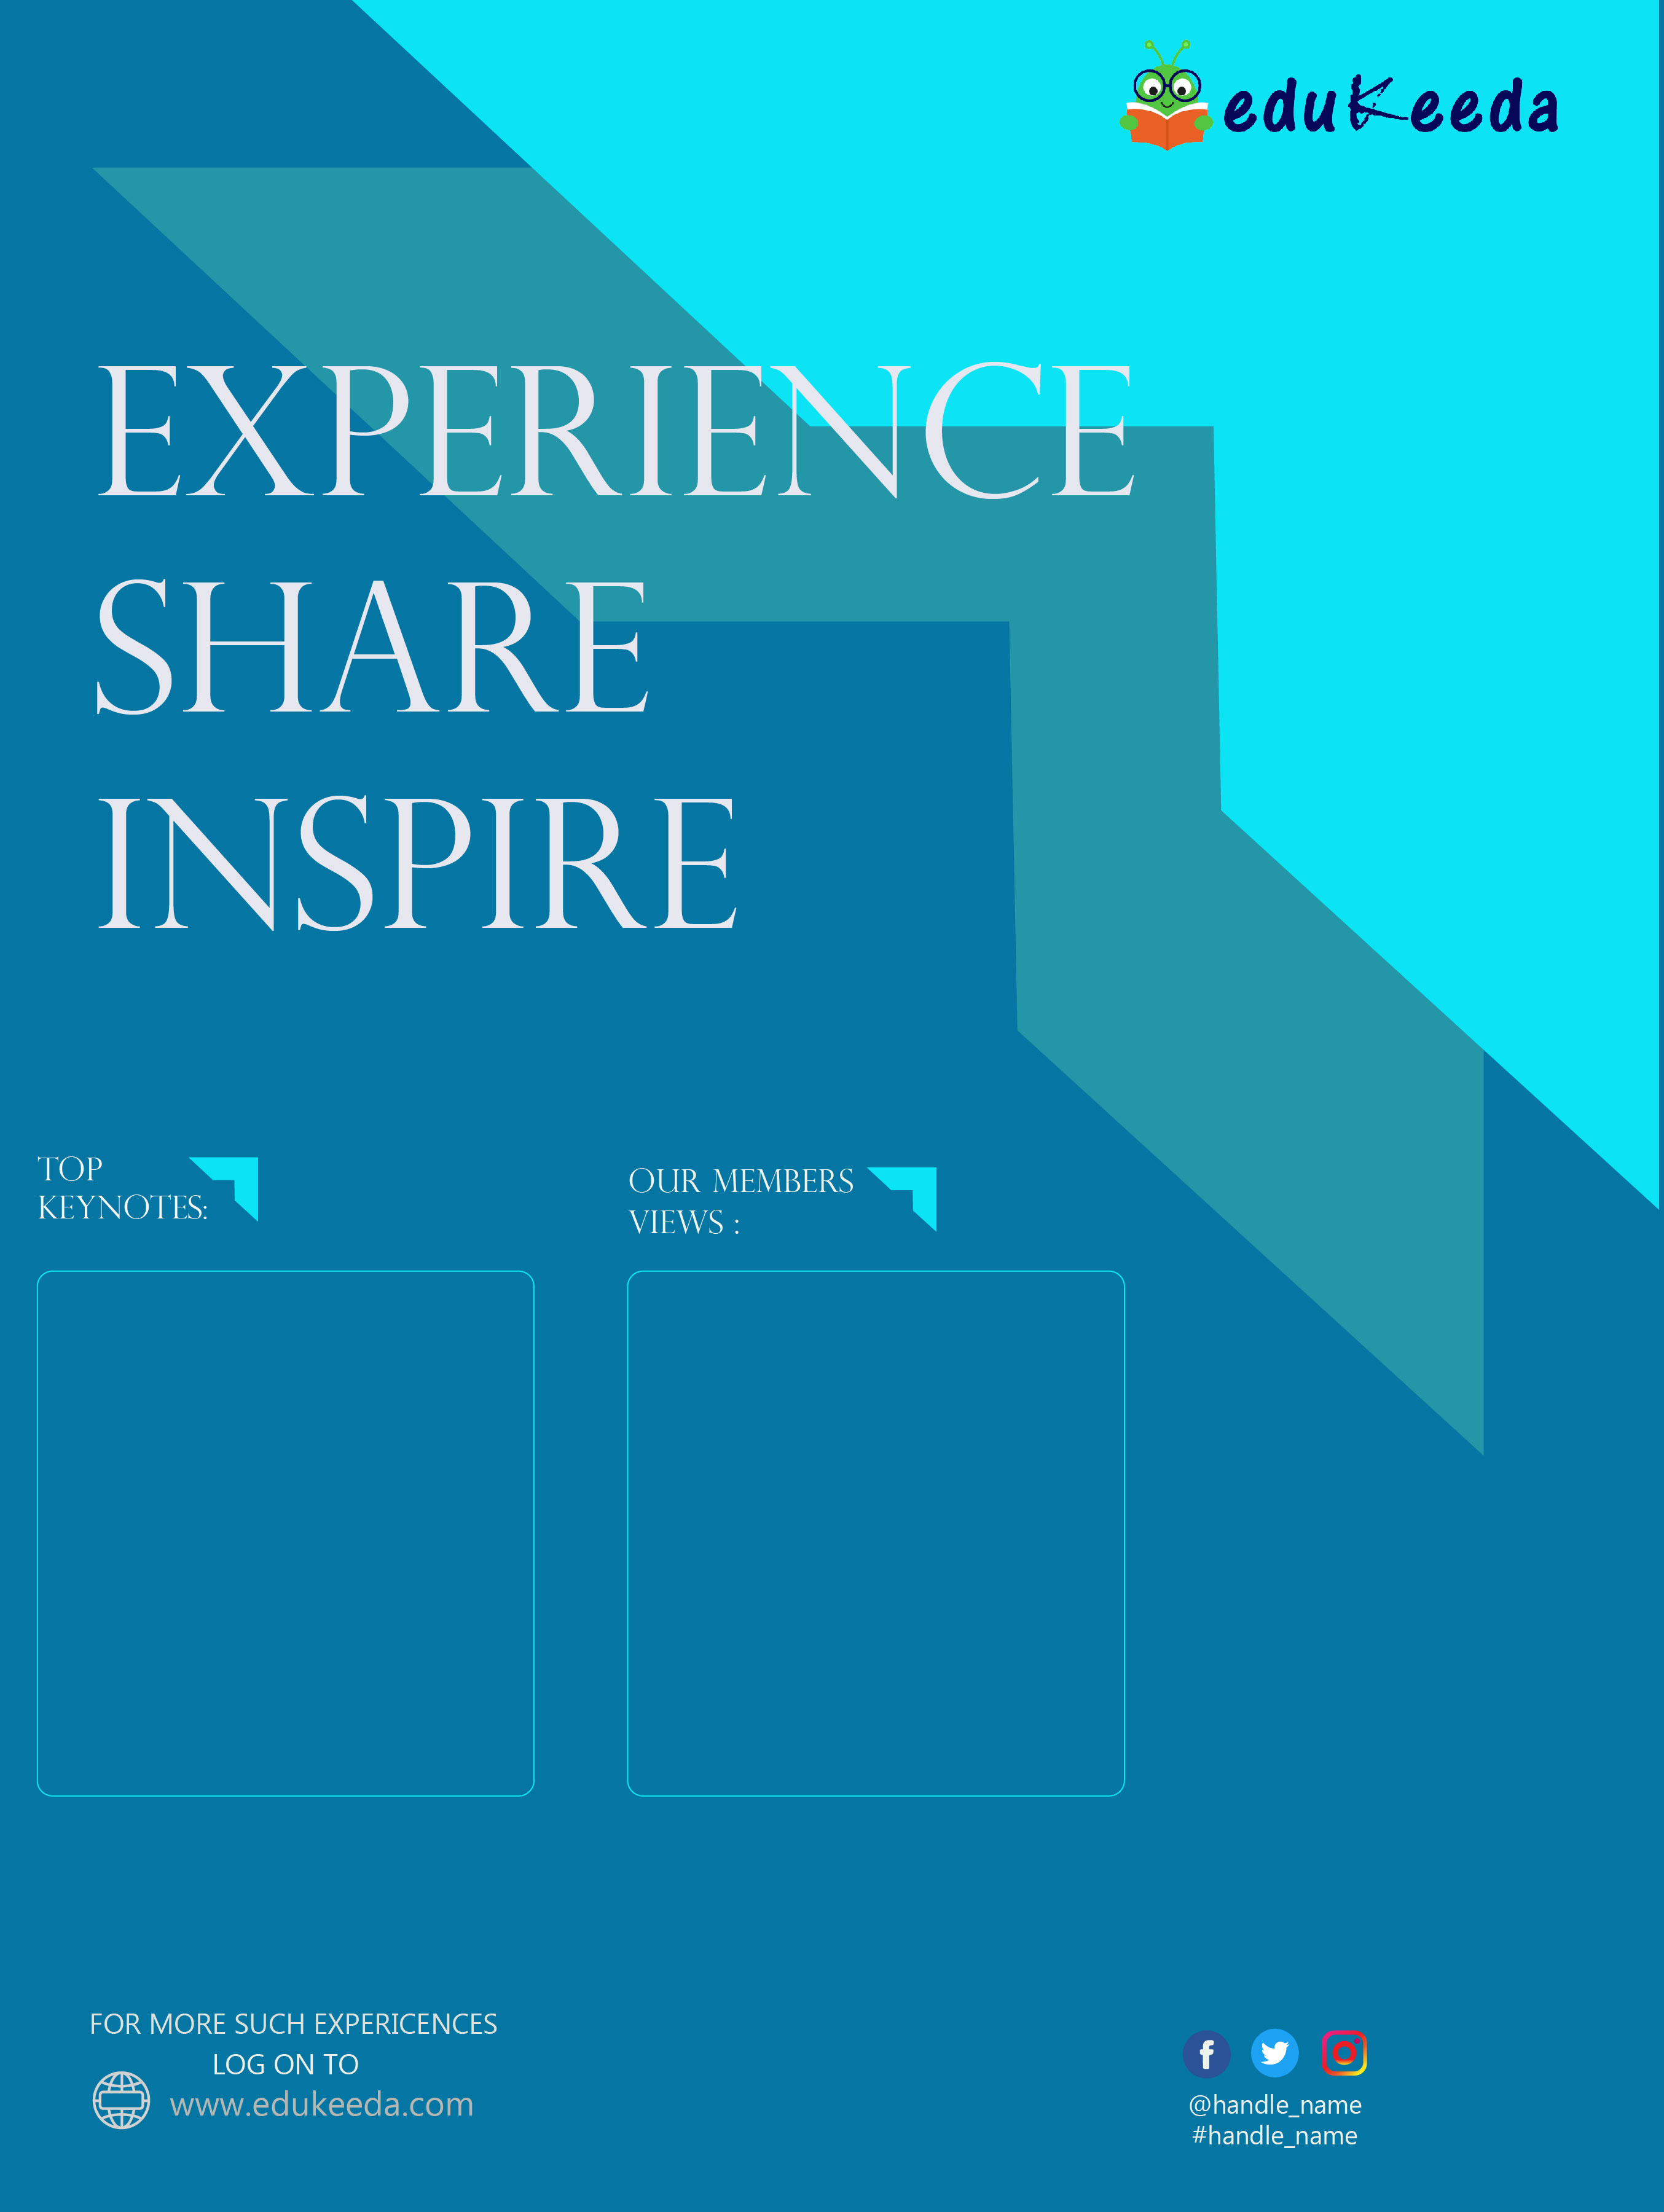 eduKeeda
EXPERIENCE
SHARE
INSPIRE
TOP
KEYNOTES:
OUR MEMBERS
VIEWS :
FOR MORE SUCH EXPERICENCES
LOG ON TO
www.edukeeda.com
@handle_name
#handle_name